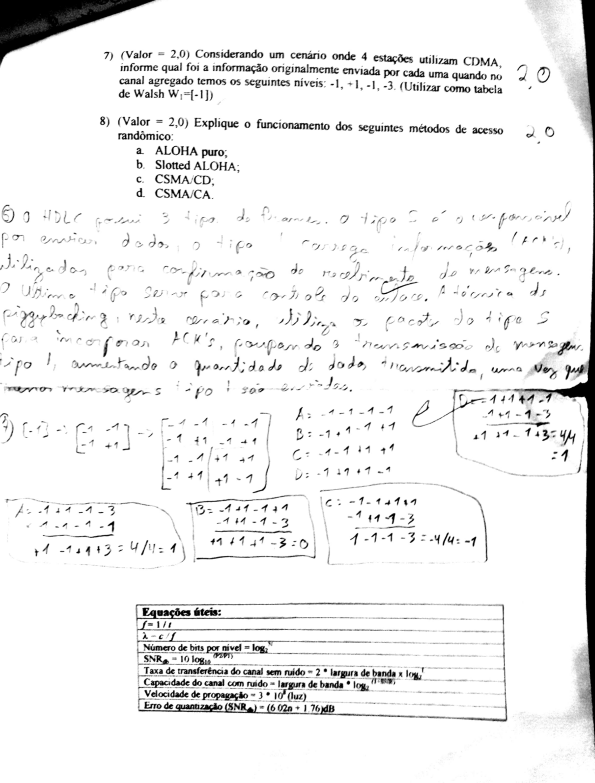 7) (Valor = 2,0) Considerando um cenário onde 4 estações utilizam CDMA,
informe qual foi a informação originalmente enviada por cada uma quando no
canal agregado temos os seguintes níveis: -1, +1, -1, -3. (Utilizar como tabela
de Walsh W₁=[-1])
2,0
8) (Valor = 2,0) Explique o funcionamento dos seguintes métodos de acesso
randômico:
2,0
a. ALOHA puro;
b. Slotted ALOHA;
c. CSMA/CD;
d. CSMA/CA.
6) O HDLC possui 3 tipos de frames. O tipo I é o responsável
por enviar dados, o tipo carrega informações (ACK's),
utilizadas para confirmação do recebimento de mensagens.
O último tipo serve para controle do enlace. A técnica de
piggybacking, neste cenário, utiliza o pacote do tipo S
para incorporar ACK's, poupando a transmissão de mensagem
tipo 1, aumentando a quantidade de dados transmitida, uma vez que
menos mensagens tipo 1 são enviadas.
7) [-1] → [-1 -1 → [-1 -1 -1 -1
-1 +1] -1 +1 -1 +1
-1 -1 +1 +1
-1 +1 +1 -1]
A= -1 -1 -1 -1
B= -1 +1 -1 +1
C= -1 -1 +1 +1
D= -1 +1 +1 -1
D= -1 +1 +1 -1
-1 +1 -1 -3
+1 +1 -1 +3 = 4/4
= 1
A= -1 +1 -1 -3
-1 -1 -1 -1
+1 -1 +1 +3 = 4/4 = 1
B= -1 +1 -1 +1
-1 +1 -1 -3
+1 +1 +1 -3 = 0
C= -1 -1 +1 +1
-1 +1 -1 -3
1 -1 -1 -3 = -4/4 = -1
Equações úteis:
f = 1 / t
λ = c / f
Número de bits por nível = log₂
SNR = 10 log₁₀
Taxa de transferência do canal sem ruído = 2 * largura de banda x log₂
Capacidade do canal com ruído = largura de banda * log₂
Velocidade de propagação = 3 * 10⁸ (luz)
Erro de quantização (SNR) = (6.02n + 1.76)dB